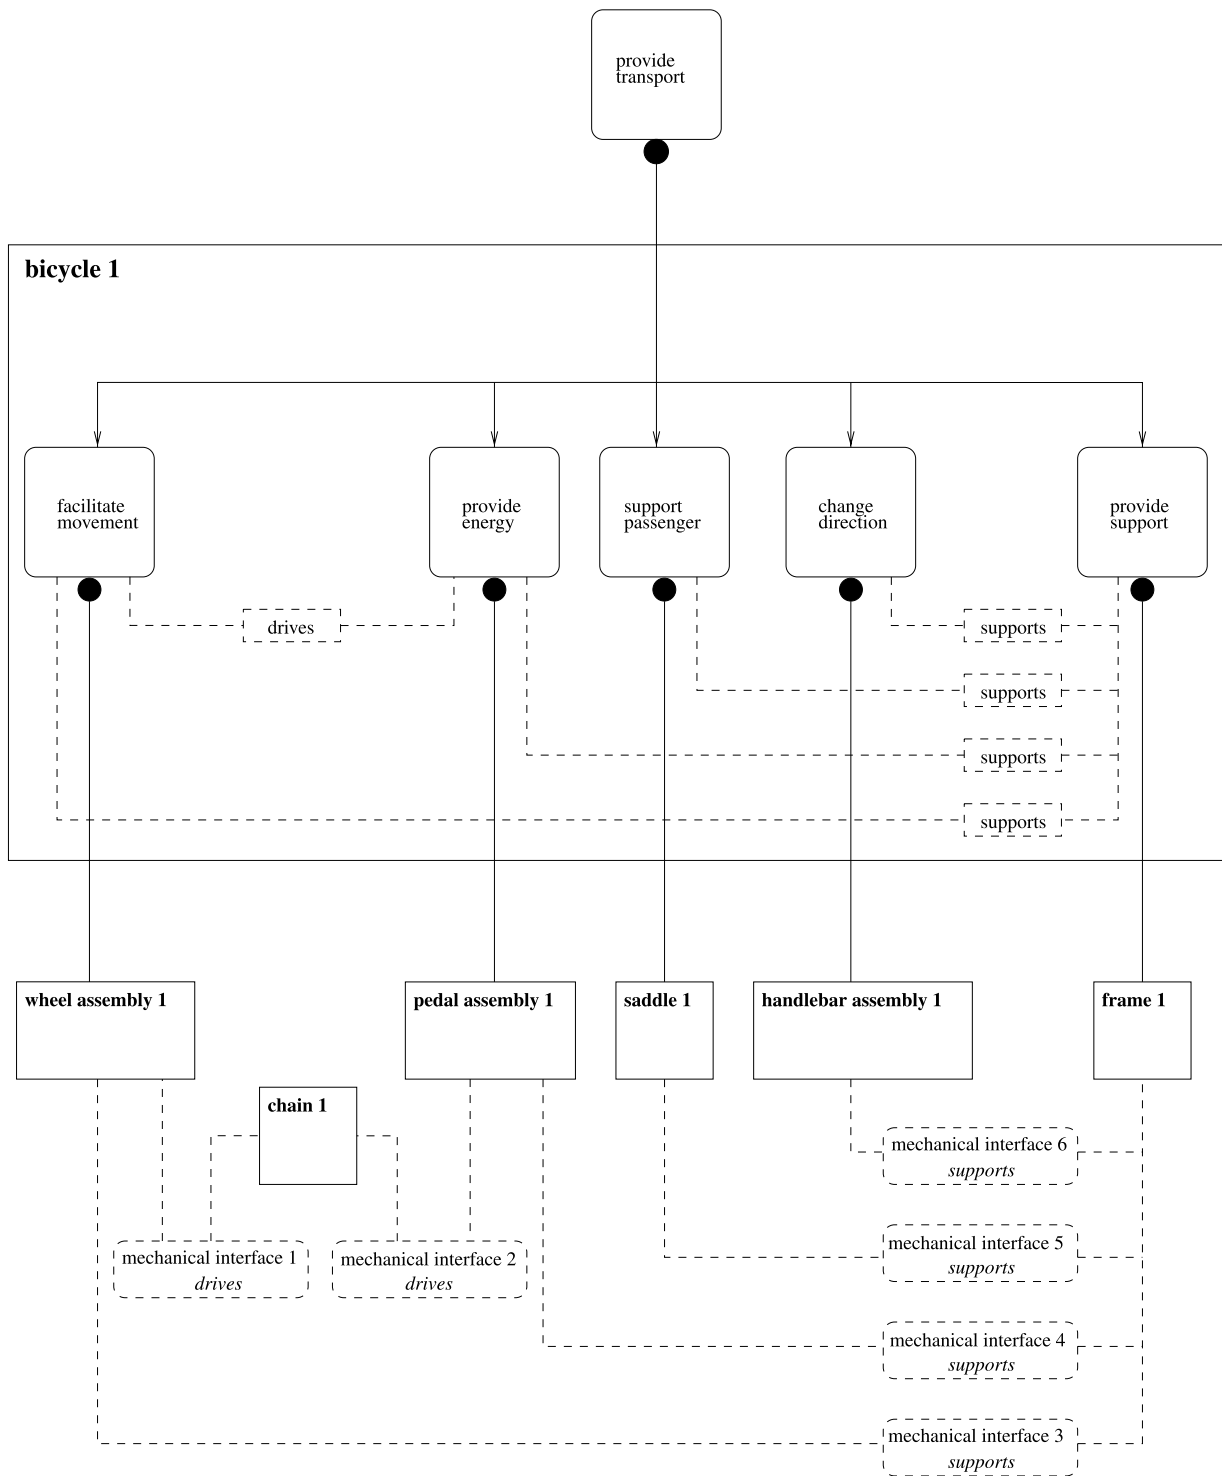 provide
transport
bicycle 1
facilitate
movement
provide
energy
support
passenger
change
direction
provide
support
drives
supports
supports
supports
supports
wheel assembly 1
pedal assembly 1
saddle 1
handlebar assembly 1
frame 1
chain 1
mechanical interface 6
supports
mechanical interface 1
drives
mechanical interface 2
drives
mechanical interface 5
supports
mechanical interface 4
supports
mechanical interface 3
supports